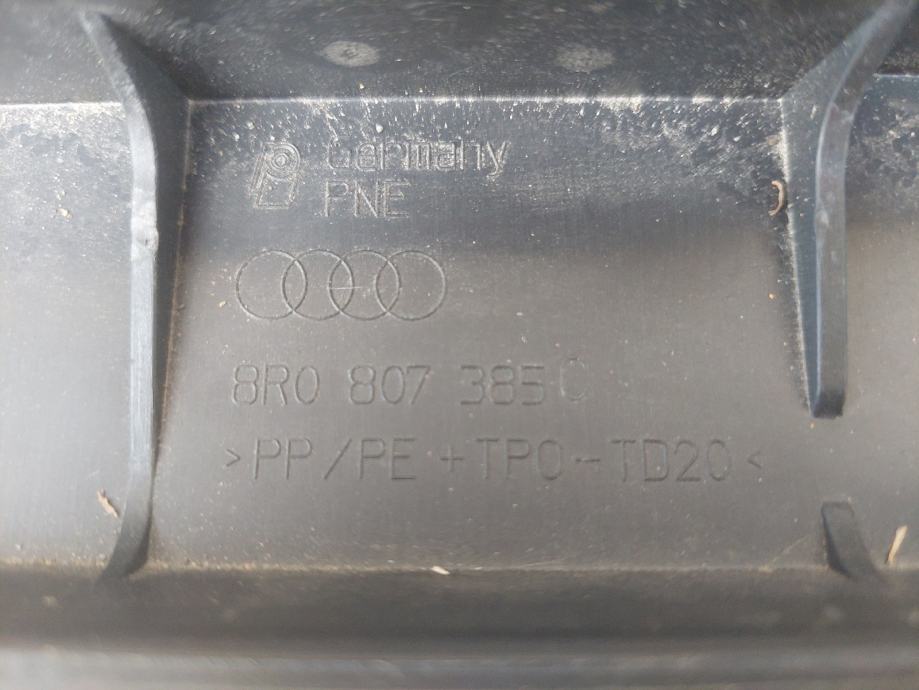 Germany
PNE
8R0 807 385 C
>PP/PE+TPO-TD20<